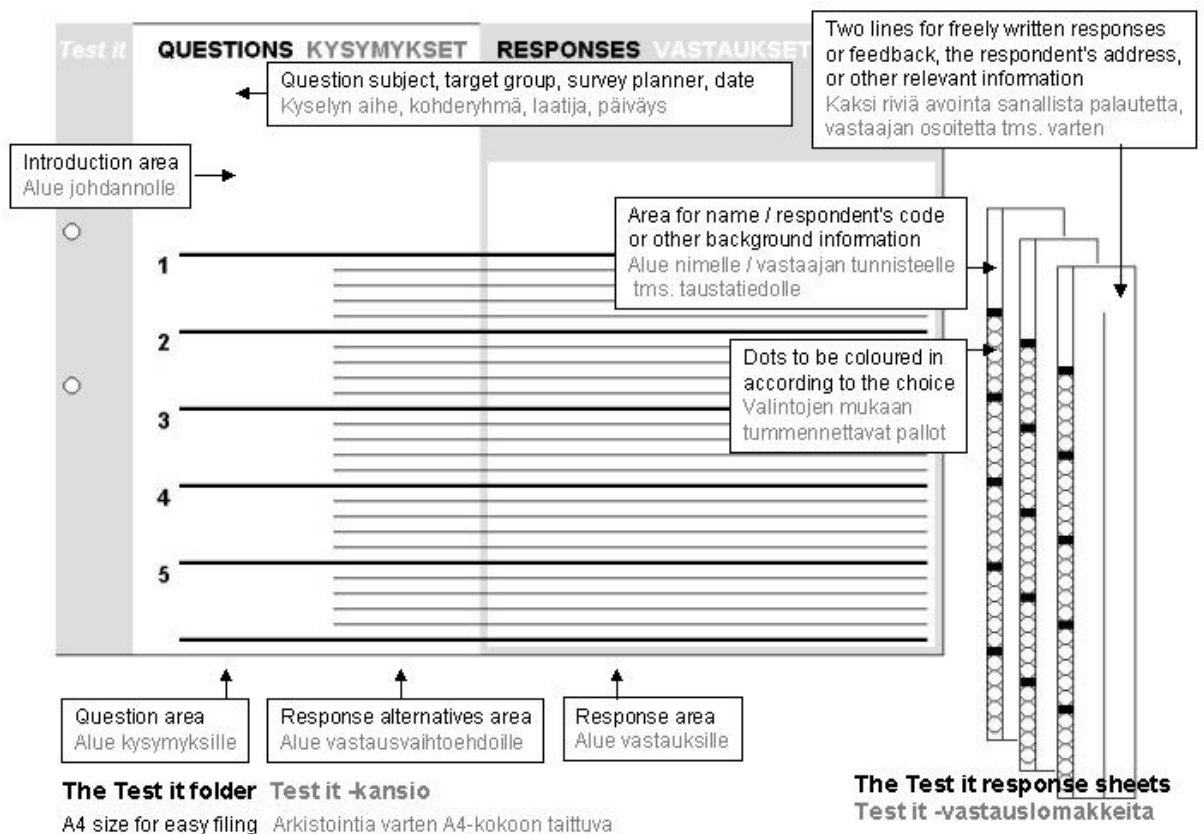 Test it QUESTIONS KYSYMYKSET RESPONSES VASTAUKSET
Two lines for freely written responses
or feedback, the respondent's address,
or other relevant information
Kaksi riviä avointa sanallista palautetta,
vastaajan osoitetta tms. varten
Question subject, target group, survey planner, date
Kyselyn aihe, kohderyhmä, laatija, päiväys
Introduction area
Alue johdannolle
Area for name / respondent's code
or other background information
Alue nimelle / vastaajan tunnisteelle
tms. taustatiedolle
1
2
Dots to be coloured in
according to the choice
Valintojen mukaan
tummennettavat pallot
3
4
5
Question area
Alue kysymyksille
Response alternatives area
Alue vastausvaihtoehdoille
Response area
Alue vastauksille
The Test it folder Test it -kansio
A4 size for easy filing Arkistointia varten A4-kokoon taittuva
The Test it response sheets
Test it -vastauslomakkeita